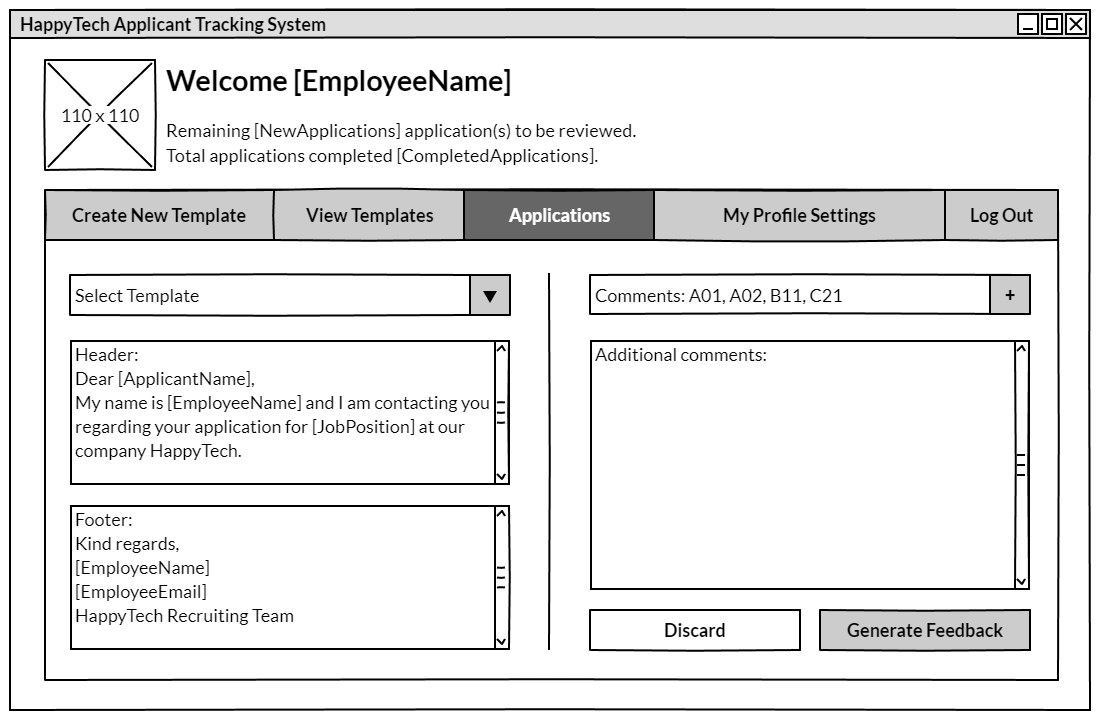 HappyTech Applicant Tracking System
110 x 110
Welcome [EmployeeName]
Remaining [NewApplications] application(s) to be reviewed.
Total applications completed [CompletedApplications].
Create New Template
View Templates
Applications
My Profile Settings
Log Out
Select Template
Header:
Dear [ApplicantName],
My name is [EmployeeName] and I am contacting you
regarding your application for [JobPosition] at our
company HappyTech.
Footer:
Kind regards,
[EmployeeName]
[EmployeeEmail]
HappyTech Recruiting Team
Comments: A01, A02, B11, C21
+
Additional comments:
Discard
Generate Feedback